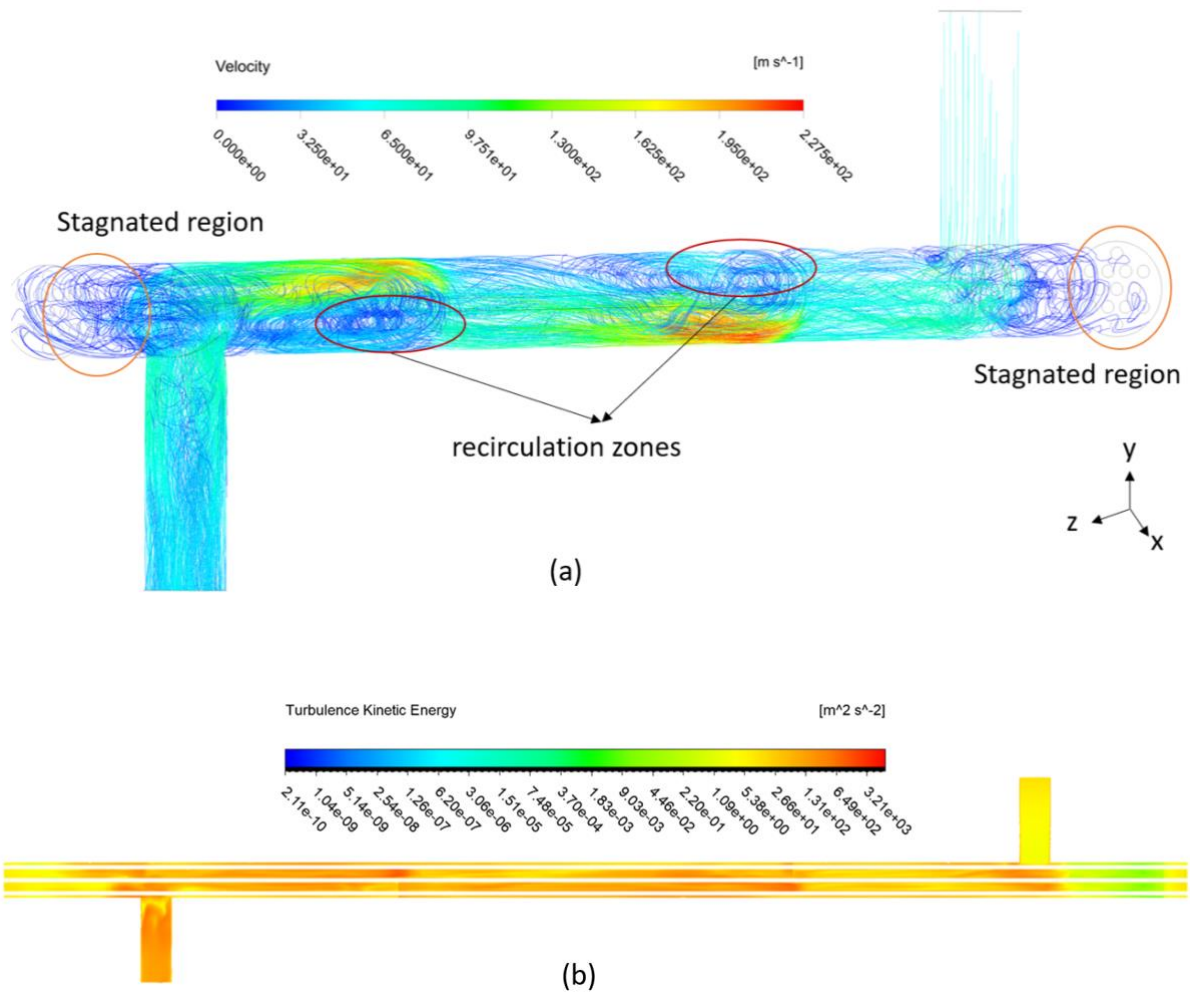 Velocity
[m s^-1]
0.000e+00
3.250e+01
6.500e+01
9.751e+01
1.300e+02
1.625e+02
1.950e+02
2.275e+02
Stagnated region
Stagnated region
recirculation zones
y
z
x
(a)
Turbulence Kinetic Energy
[m^2 s^-2]
2.11e-10
1.04e-09
5.14e-09
2.54e-08
1.26e-07
6.20e-07
3.06e-06
1.51e-05
7.48e-05
3.70e-04
1.83e-03
9.03e-03
4.46e-02
2.20e-01
1.09e+00
5.38e+00
2.66e+01
1.31e+02
6.49e+02
3.21e+03
(b)